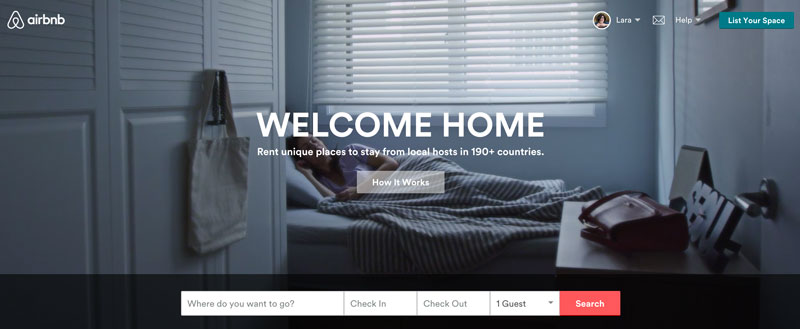 airbnb
Lara
Help
List Your Space
WELCOME HOME
Rent unique places to stay from local hosts in 190+ countries.
How It Works
Where do you want to go?
Check In
Check Out
1 Guest
Search